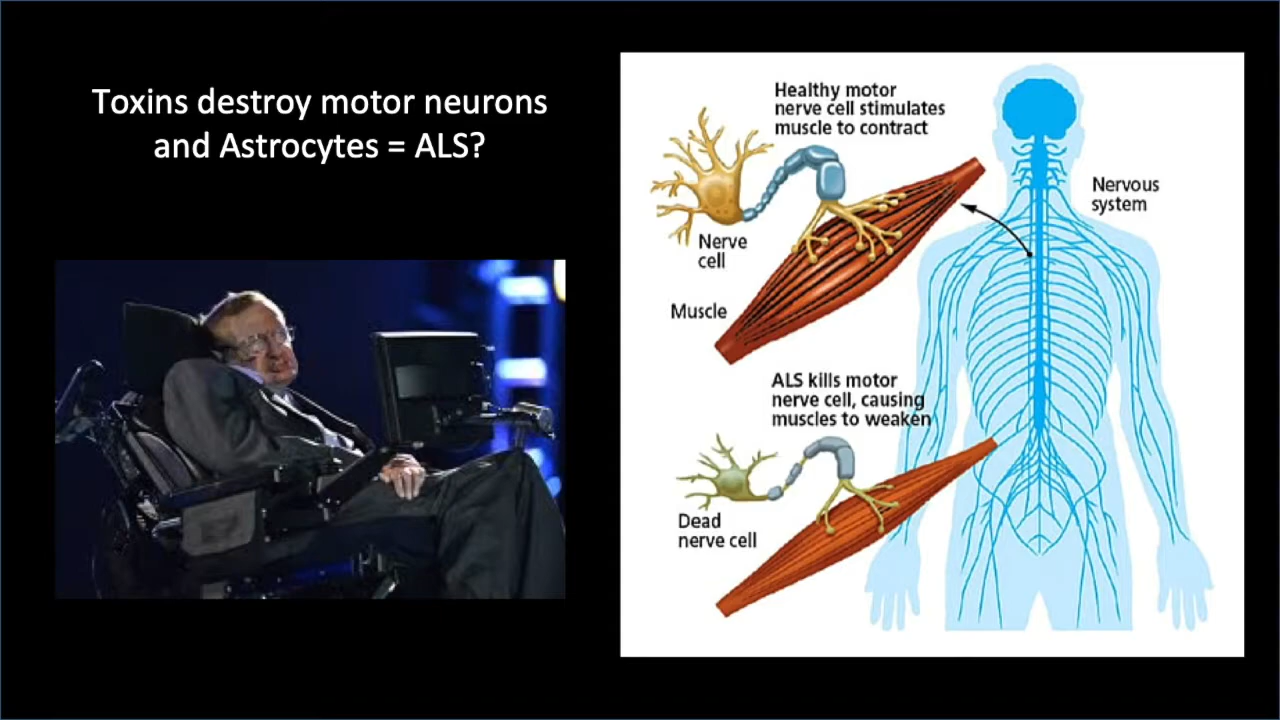 Toxins destroy motor neurons
and Astrocytes = ALS?
Healthy motor
nerve cell stimulates
muscle to contract
Nervous
system
Nerve
cell
Muscle
ALS kills motor
nerve cell, causing
muscles to weaken
Dead
nerve cell